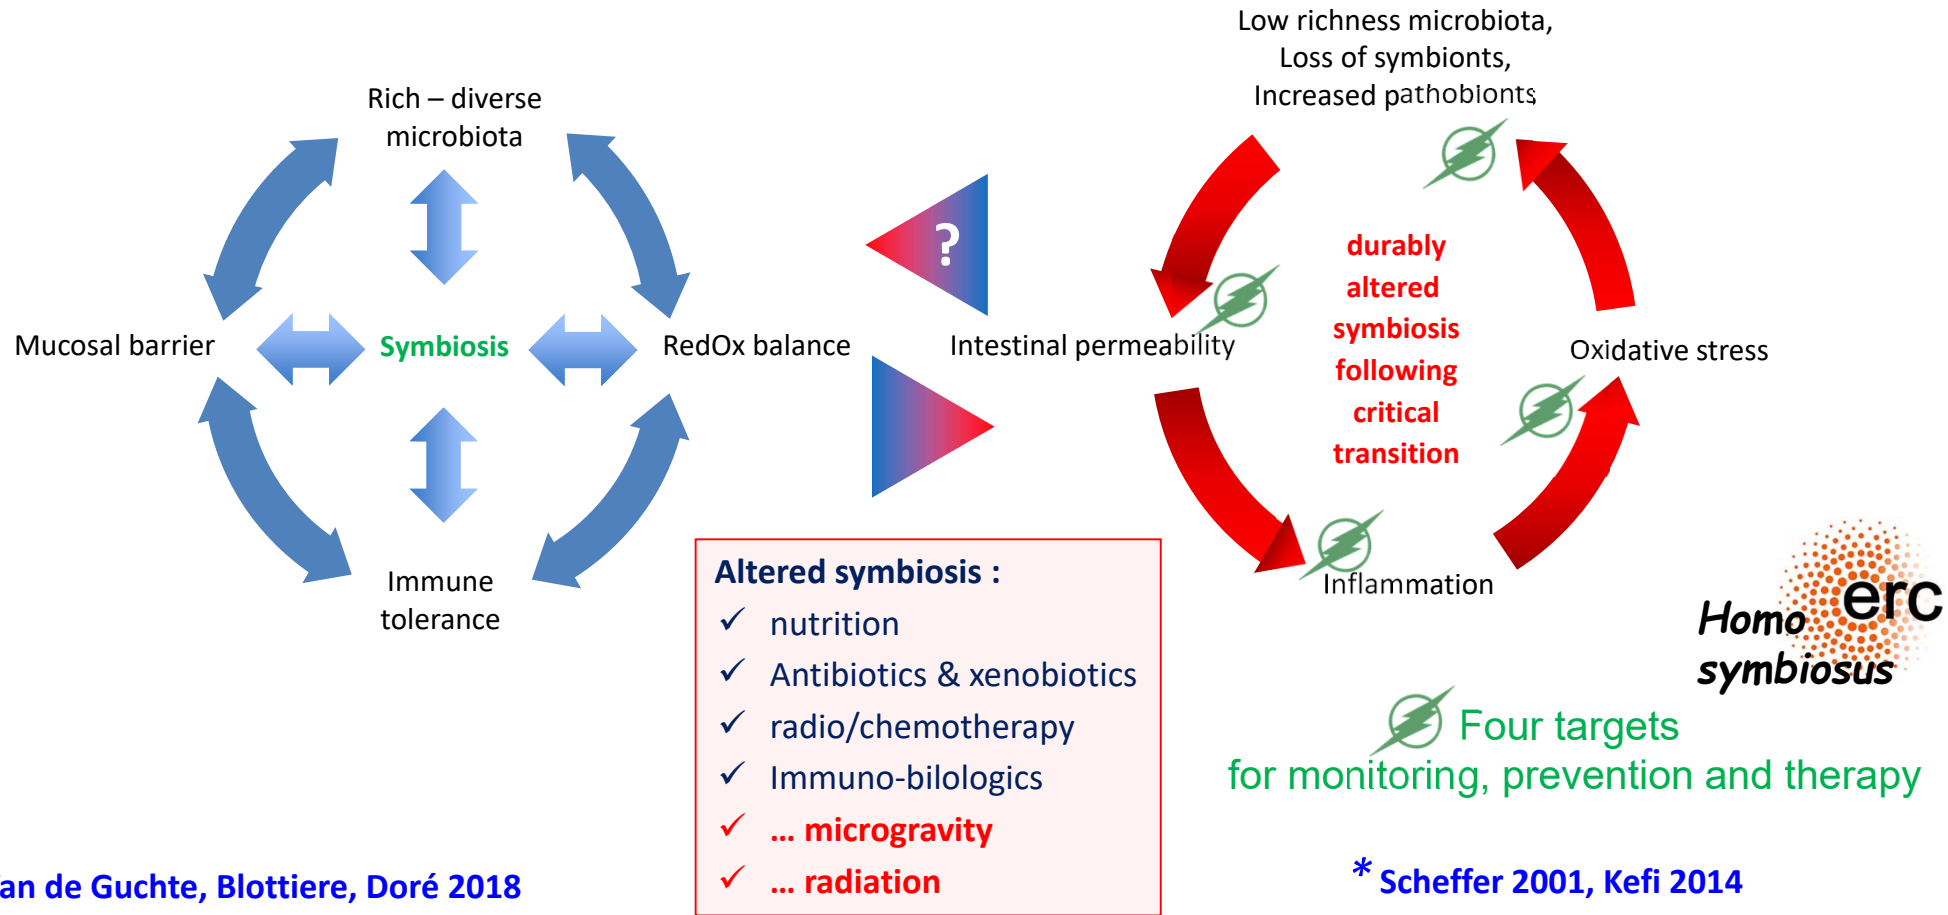 Low richness microbiota,
Loss of symbionts,
Increased pathobionts
Rich – diverse
microbiota
?
durably
altered
symbiosis
following
critical
transition
Mucosal barrier
Symbiosis
RedOx balance
Intestinal permeability
Oxidative stress
Immune
tolerance
Inflammation
Altered symbiosis :
✓ nutrition
✓ Antibiotics & xenobiotics
✓ radio/chemotherapy
✓ Immuno-bilologics
✓ ... microgravity
✓ ... radiation
erc
Homo
symbiosus
Four targets
for monitoring, prevention and therapy
an de Guchte, Blottiere, Doré 2018
* Scheffer 2001, Kefi 2014